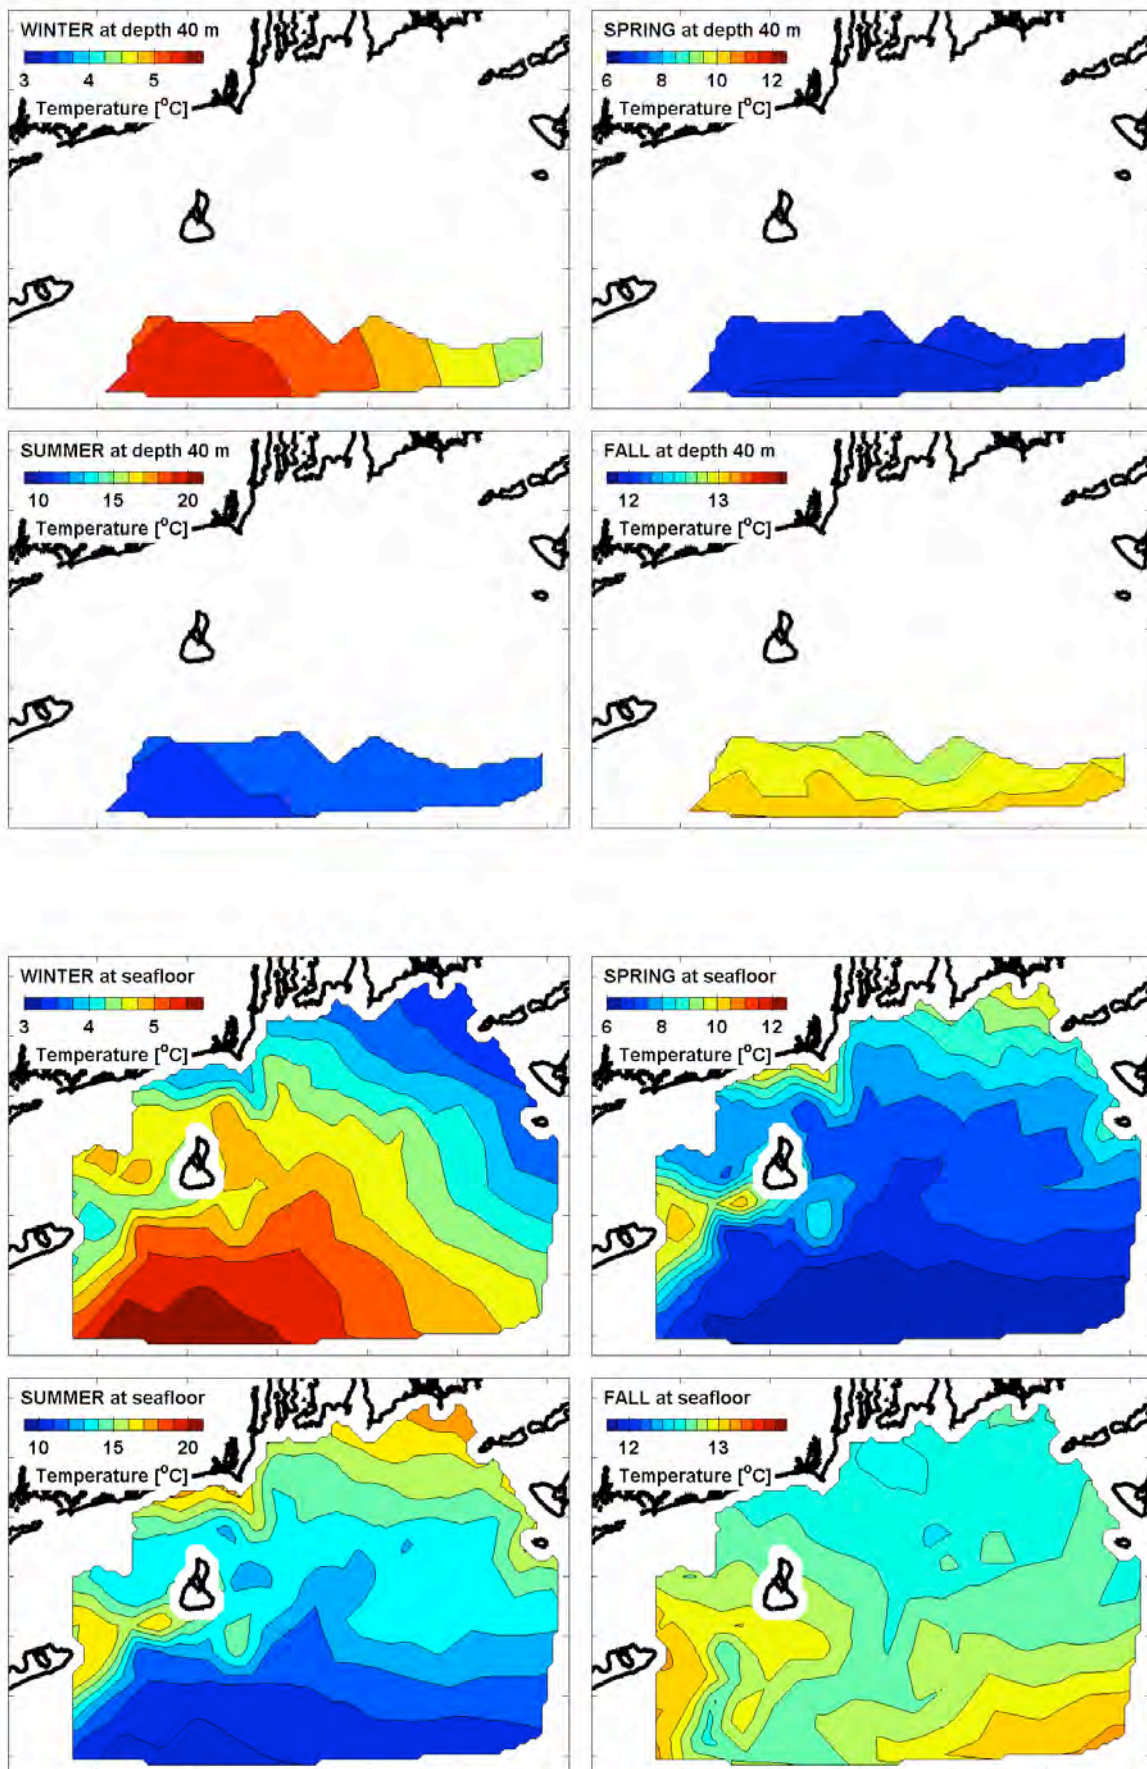 WINTER at depth 40 m
3 4 5
Temperature [°C]
SPRING at depth 40 m
6 8 10 12
Temperature [°C]
SUMMER at depth 40 m
10 15 20
Temperature [°C]
FALL at depth 40 m
12 13
Temperature [°C]
WINTER at seafloor
3 4 5
Temperature [°C]
SPRING at seafloor
6 8 10 12
Temperature [°C]
SUMMER at seafloor
10 15 20
Temperature [°C]
FALL at seafloor
12 13
Temperature [°C]